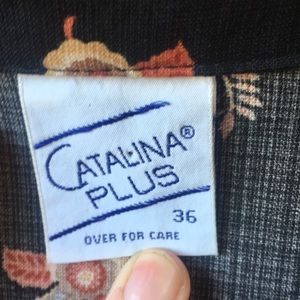 CATALINA®
PLUS
36
OVER FOR CARE